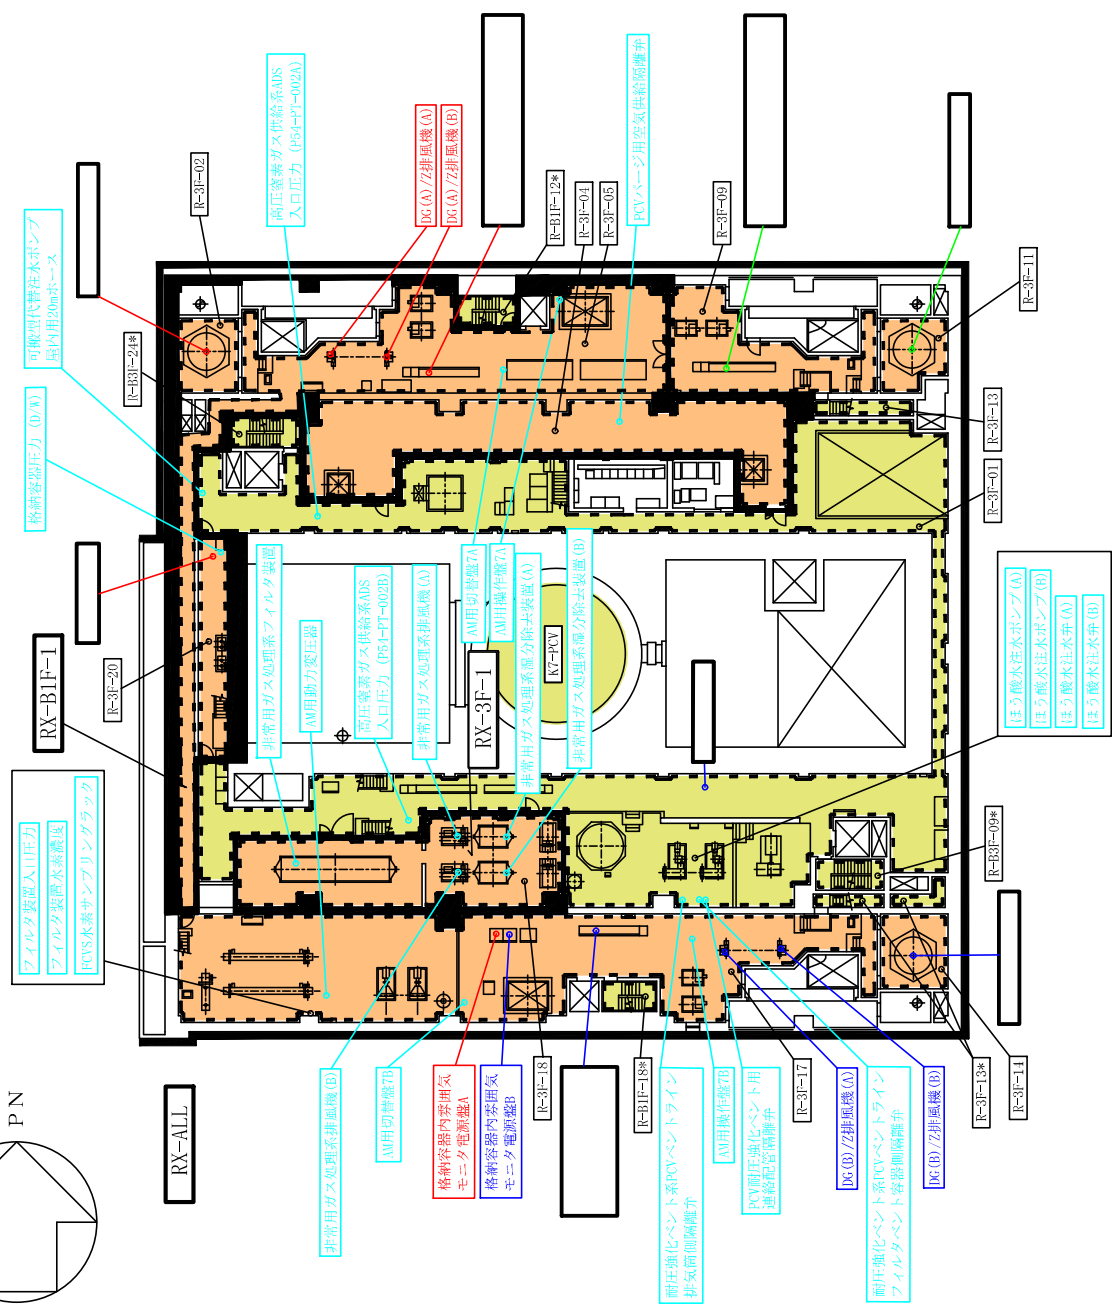 R-3F-02
高圧窒素ガス供給系ADS
入口圧力 (P54-PT-002A)
DG(A)/Z排風機(A)
DG(A)/Z排風機(B)
R-B1F-12*
R-3F-04
R-3F-05
PCVパージ用空気供給隔離弁
R-3F-09
R-3F-11
可搬型代替注水ポンプ
屋内用20mホース
R-B3F-24*
格納容器圧力 (D/W)
R-3F-13
R-3F-01
RX-B1F-1
R-3F-20
非常用ガス処理系フィルタ装置
AM用動力変圧器
高圧窒素ガス供給系ADS
入口圧力 (P54-PT-002B)
非常用ガス処理系排風機(A)
AM用切替盤7A
AM用操作盤7A
RX-3F-1
非常用ガス処理系湿分除去装置(A)
非常用ガス処理系湿分除去装置(B)
K7-PCV
ほう酸水注水ポンプ(A)
ほう酸水注水ポンプ(B)
ほう酸水注水弁(A)
ほう酸水注水弁(B)
フィルタ装置入口圧力
フィルタ装置水素濃度
FCVS水素サンプリングラック
R-B3F-09*
PN
RX-ALL
非常用ガス処理系排風機(B)
AM用切替盤7B
格納容器内雰囲気
モニタ電源盤A
格納容器内雰囲気
モニタ電源盤B
R-3F-18
R-B1F-18*
耐圧強化ベント系PCVベントライン
排気筒側隔離弁
AM用操作盤7B
PCV耐圧強化ベント用
連絡配管隔離弁
R-3F-17
DG(B)/Z排風機(A)
耐圧強化ベント系PCVベントライン
フィルタベント容器側隔離弁
DG(B)/Z排風機(B)
R-3F-13*
R-3F-14